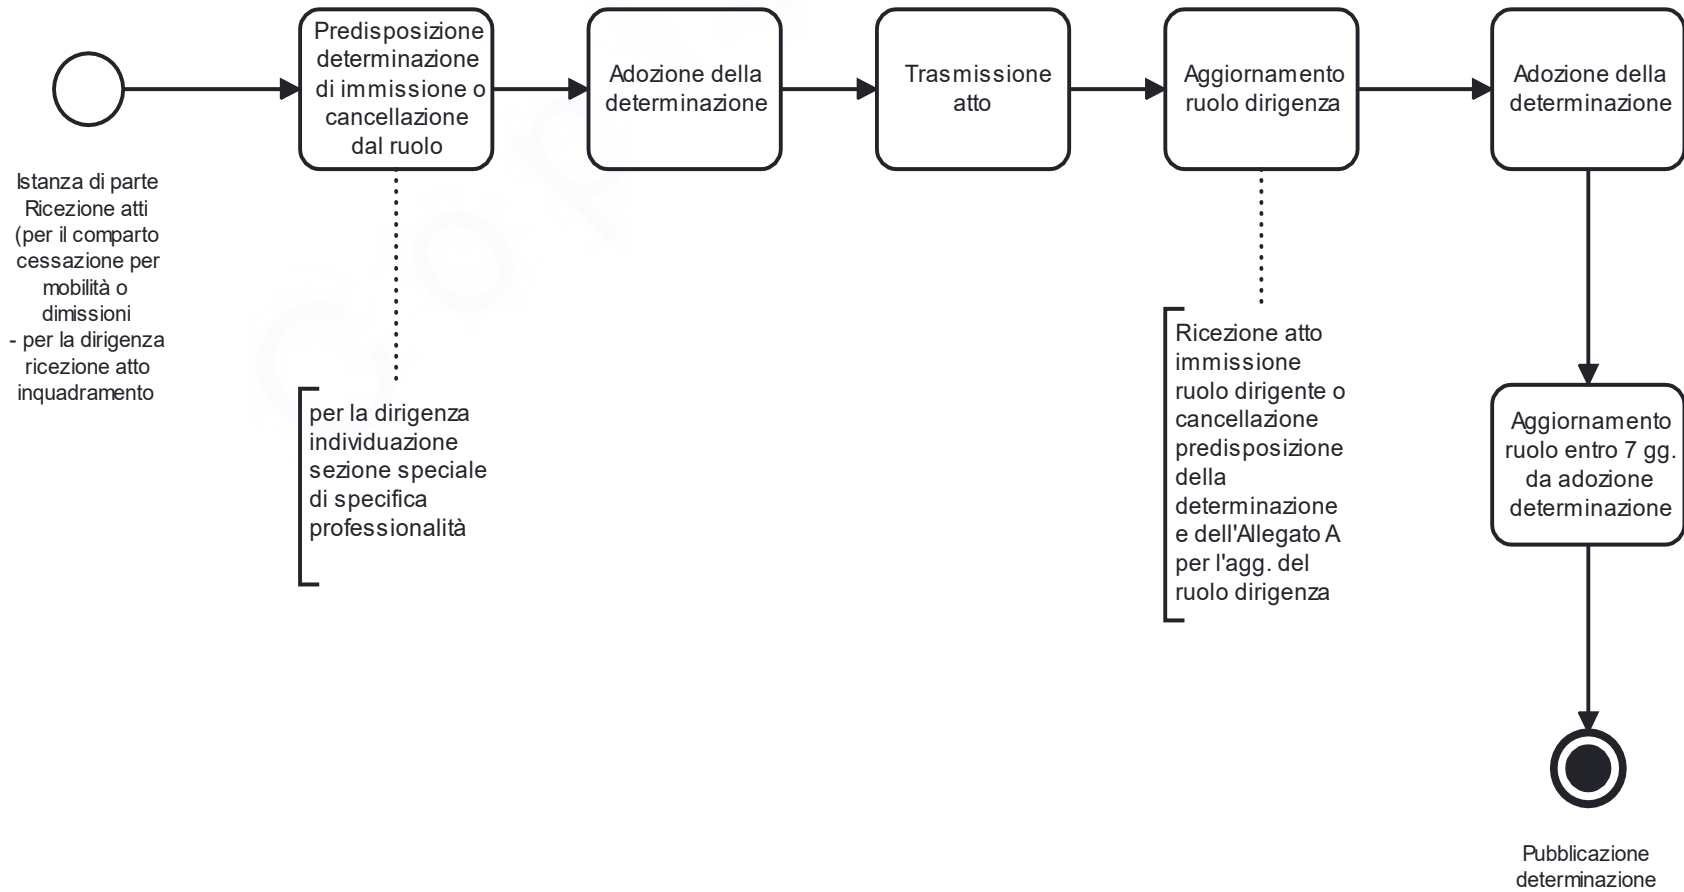 Predisposizione
determinazione
di immissione o
cancellazione
dal ruolo
Adozione della
determinazione
Trasmissione
atto
Aggiornamento
ruolo dirigenza
Adozione della
determinazione
Istanza di parte
Ricezione atti
(per il comparto
cessazione per
mobilità o
dimissioni
- per la dirigenza
ricezione atto
inquadramento
per la dirigenza
individuazione
sezione speciale
di specifica
professionalità
Ricezione atto
immissione
ruolo dirigente o
cancellazione
predisposizione
della
determinazione
e dell'Allegato A
per l'agg. del
ruolo dirigenza
Aggiornamento
ruolo entro 7 gg.
da adozione
determinazione
Pubblicazione
determinazione